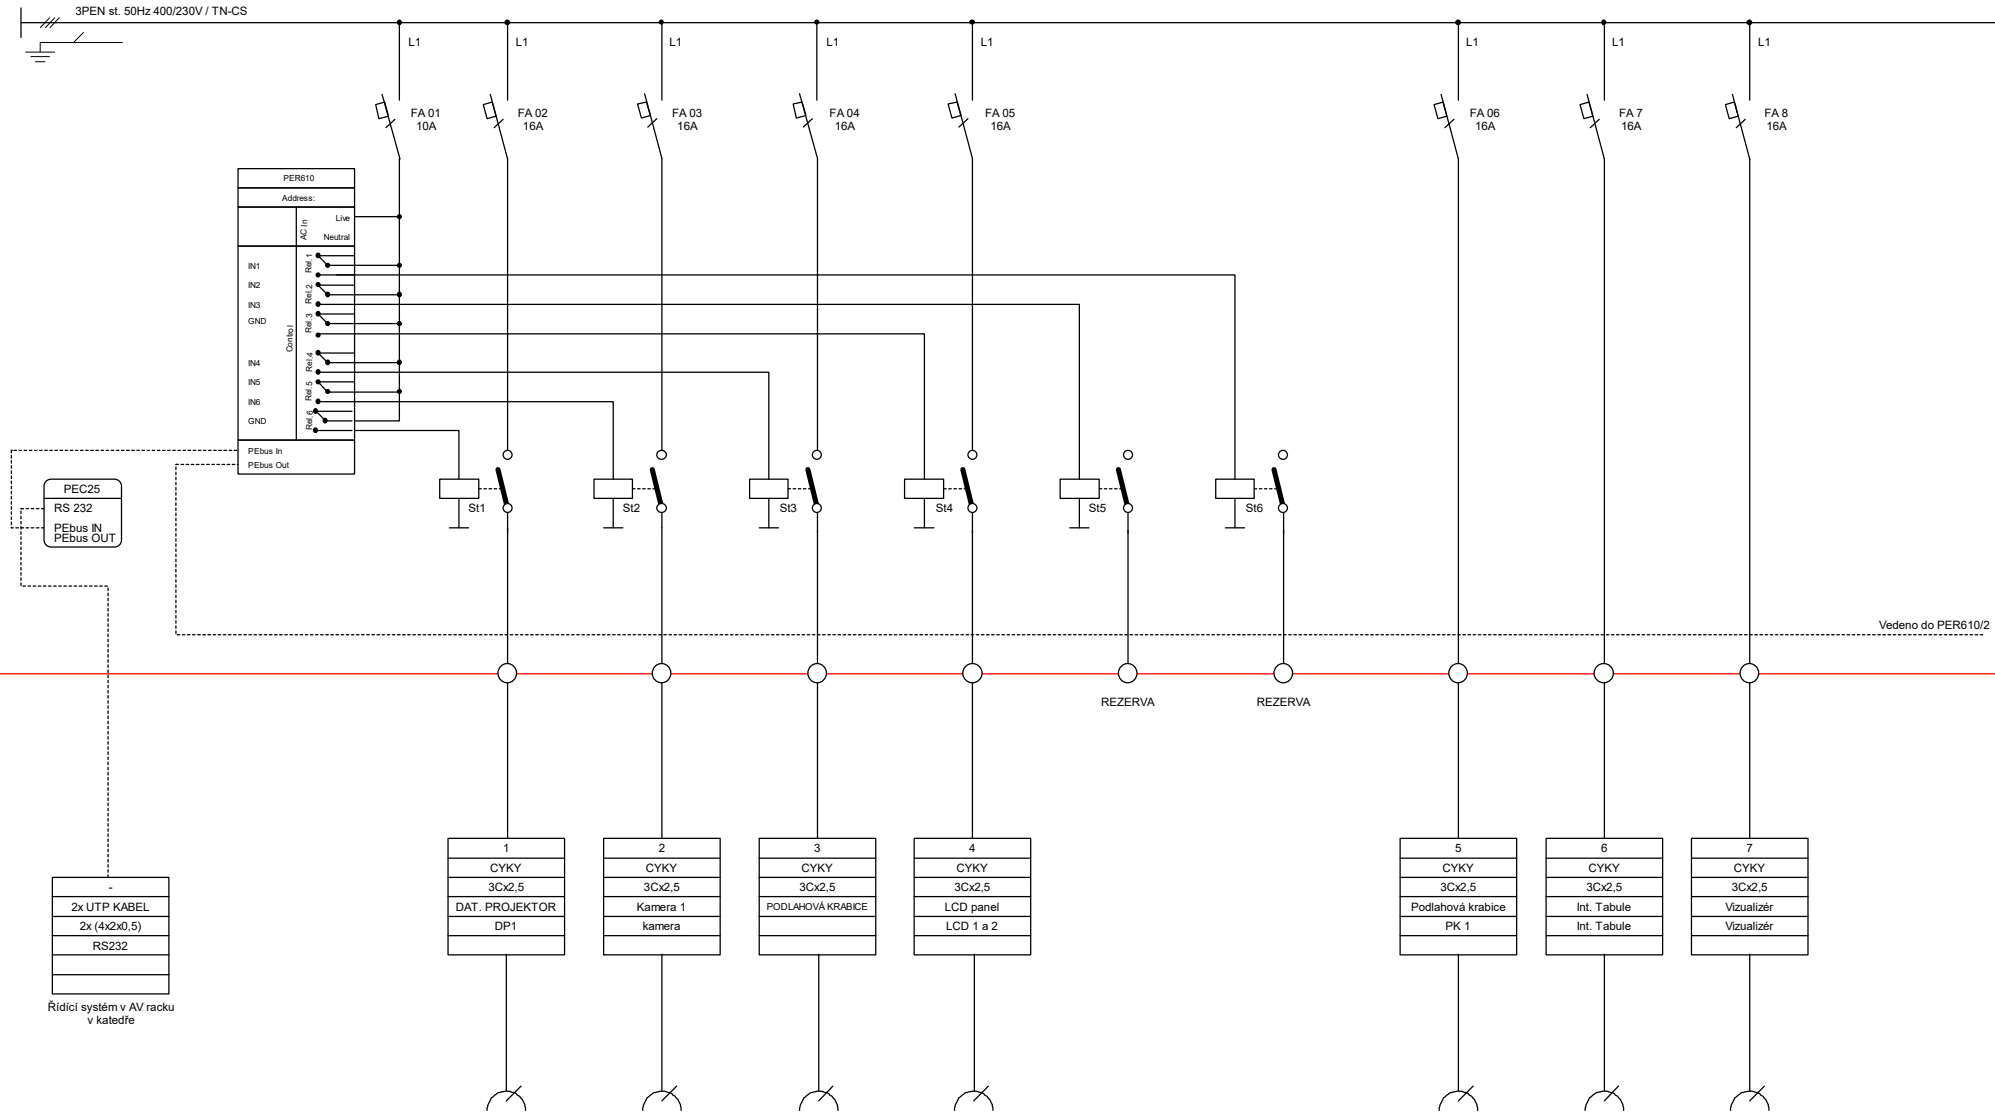 3PEN st. 50Hz 400/230V / TN-CS
L1
L1
L1
L1
L1
L1
L1
L1
FA 01
10A
FA 02
16A
FA 03
16A
FA 04
16A
FA 05
16A
FA 06
16A
FA 7
16A
FA 8
16A
PER610
Address:
AC In
Live
Neutral
Control
IN1
IN2
IN3
GND
IN4
IN5
IN6
GND
Rel.1
Rel.2
Rel.3
Rel.4
Rel.5
Rel.6
PEbus In
PEbus Out
PEC25
RS 232
PEbus IN
PEbus OUT
St1
St2
St3
St4
St5
St6
Vedeno do PER610/2
REZERVA
REZERVA
1
CYKY
3Cx2,5
DAT. PROJEKTOR
DP1
2
CYKY
3Cx2,5
Kamera 1
kamera
3
CYKY
3Cx2,5
PODLAHOVÁ KRABICE
4
CYKY
3Cx2,5
LCD panel
LCD 1 a 2
5
CYKY
3Cx2,5
Podlahová krabice
PK 1
6
CYKY
3Cx2,5
Int. Tabule
Int. Tabule
7
CYKY
3Cx2,5
Vizualizér
Vizualizér
-
2x UTP KABEL
2x (4x2x0,5)
RS232
Řídící systém v AV racku
v katedře